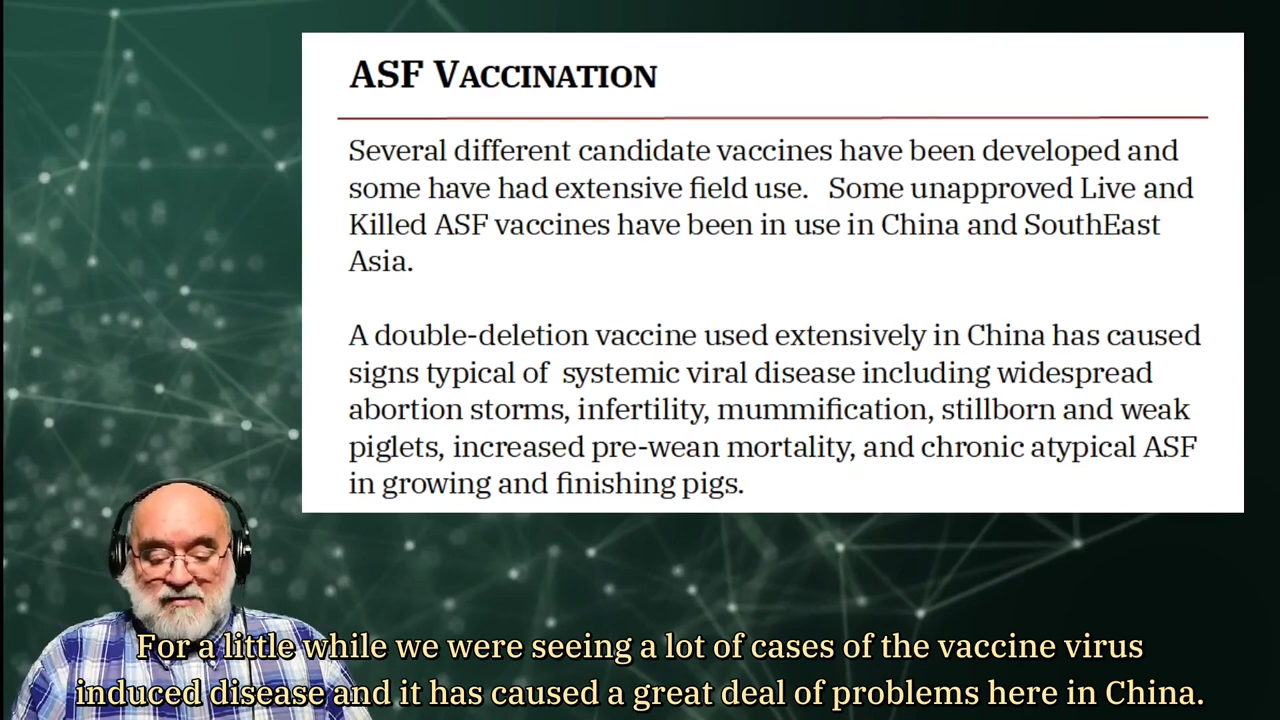 ASF VACCINATION
Several different candidate vaccines have been developed and
some have had extensive field use. Some unapproved Live and
Killed ASF vaccines have been in use in China and SouthEast
Asia.
A double-deletion vaccine used extensively in China has caused
signs typical of systemic viral disease including widespread
abortion storms, infertility, mummification, stillborn and weak
piglets, increased pre-wean mortality, and chronic atypical ASF
in growing and finishing pigs.
For a little while we were seeing a lot of cases of the vaccine virus
induced disease and it has caused a great deal of problems here in China.